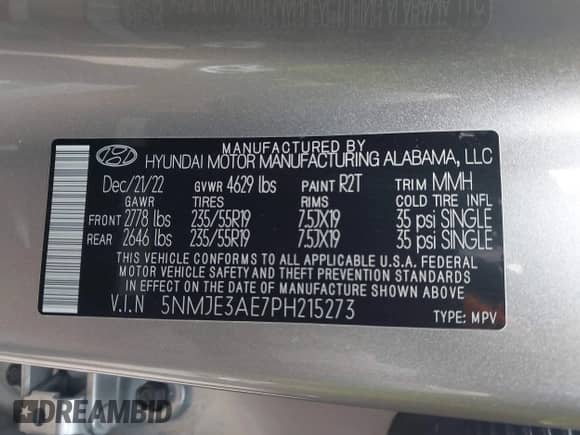 MANUFACTURED BY
HYUNDAI MOTOR MANUFACTURING ALABAMA, LLC
Dec/21/22 GVWR 4629 lbs PAINT R2T TRIM MMH
GAWR TIRES RIMS COLD TIRE INFL
FRONT 2778 lbs 235/55R19 7.5JX19 35 psi SINGLE
REAR 2646 lbs 235/55R19 7.5JX19 35 psi SINGLE
THIS VEHICLE CONFORMS TO ALL APPLICABLE U.S.A. FEDERAL
MOTOR VEHICLE SAFETY AND THEFT PREVENTION STANDARDS
IN EFFECT ON THE DATE OF MANUFACTURE SHOWN ABOVE.
V.I.N 5NMJE3AE7PH215273 TYPE: MPV
DREAMBID